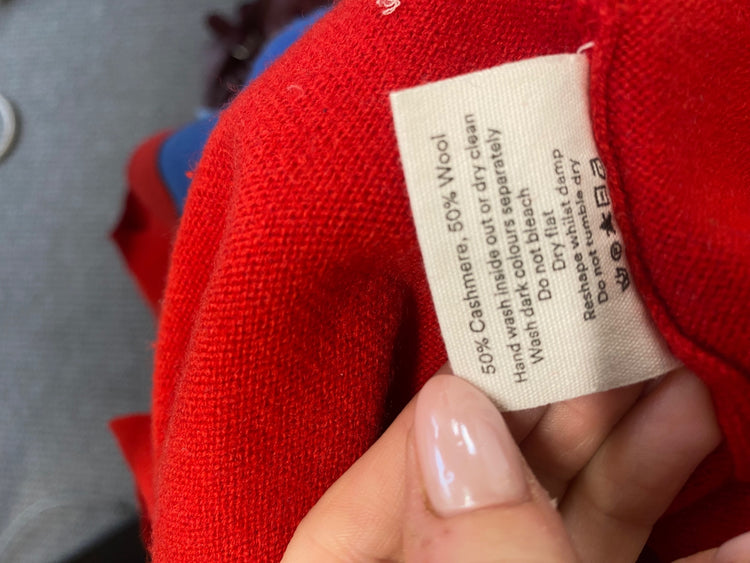 50% Cashmere, 50% Wool
Hand wash inside out or dry clean
Wash dark colours separately
Do not bleach
Dry flat
Reshape whilst damp
Do not tumble dry